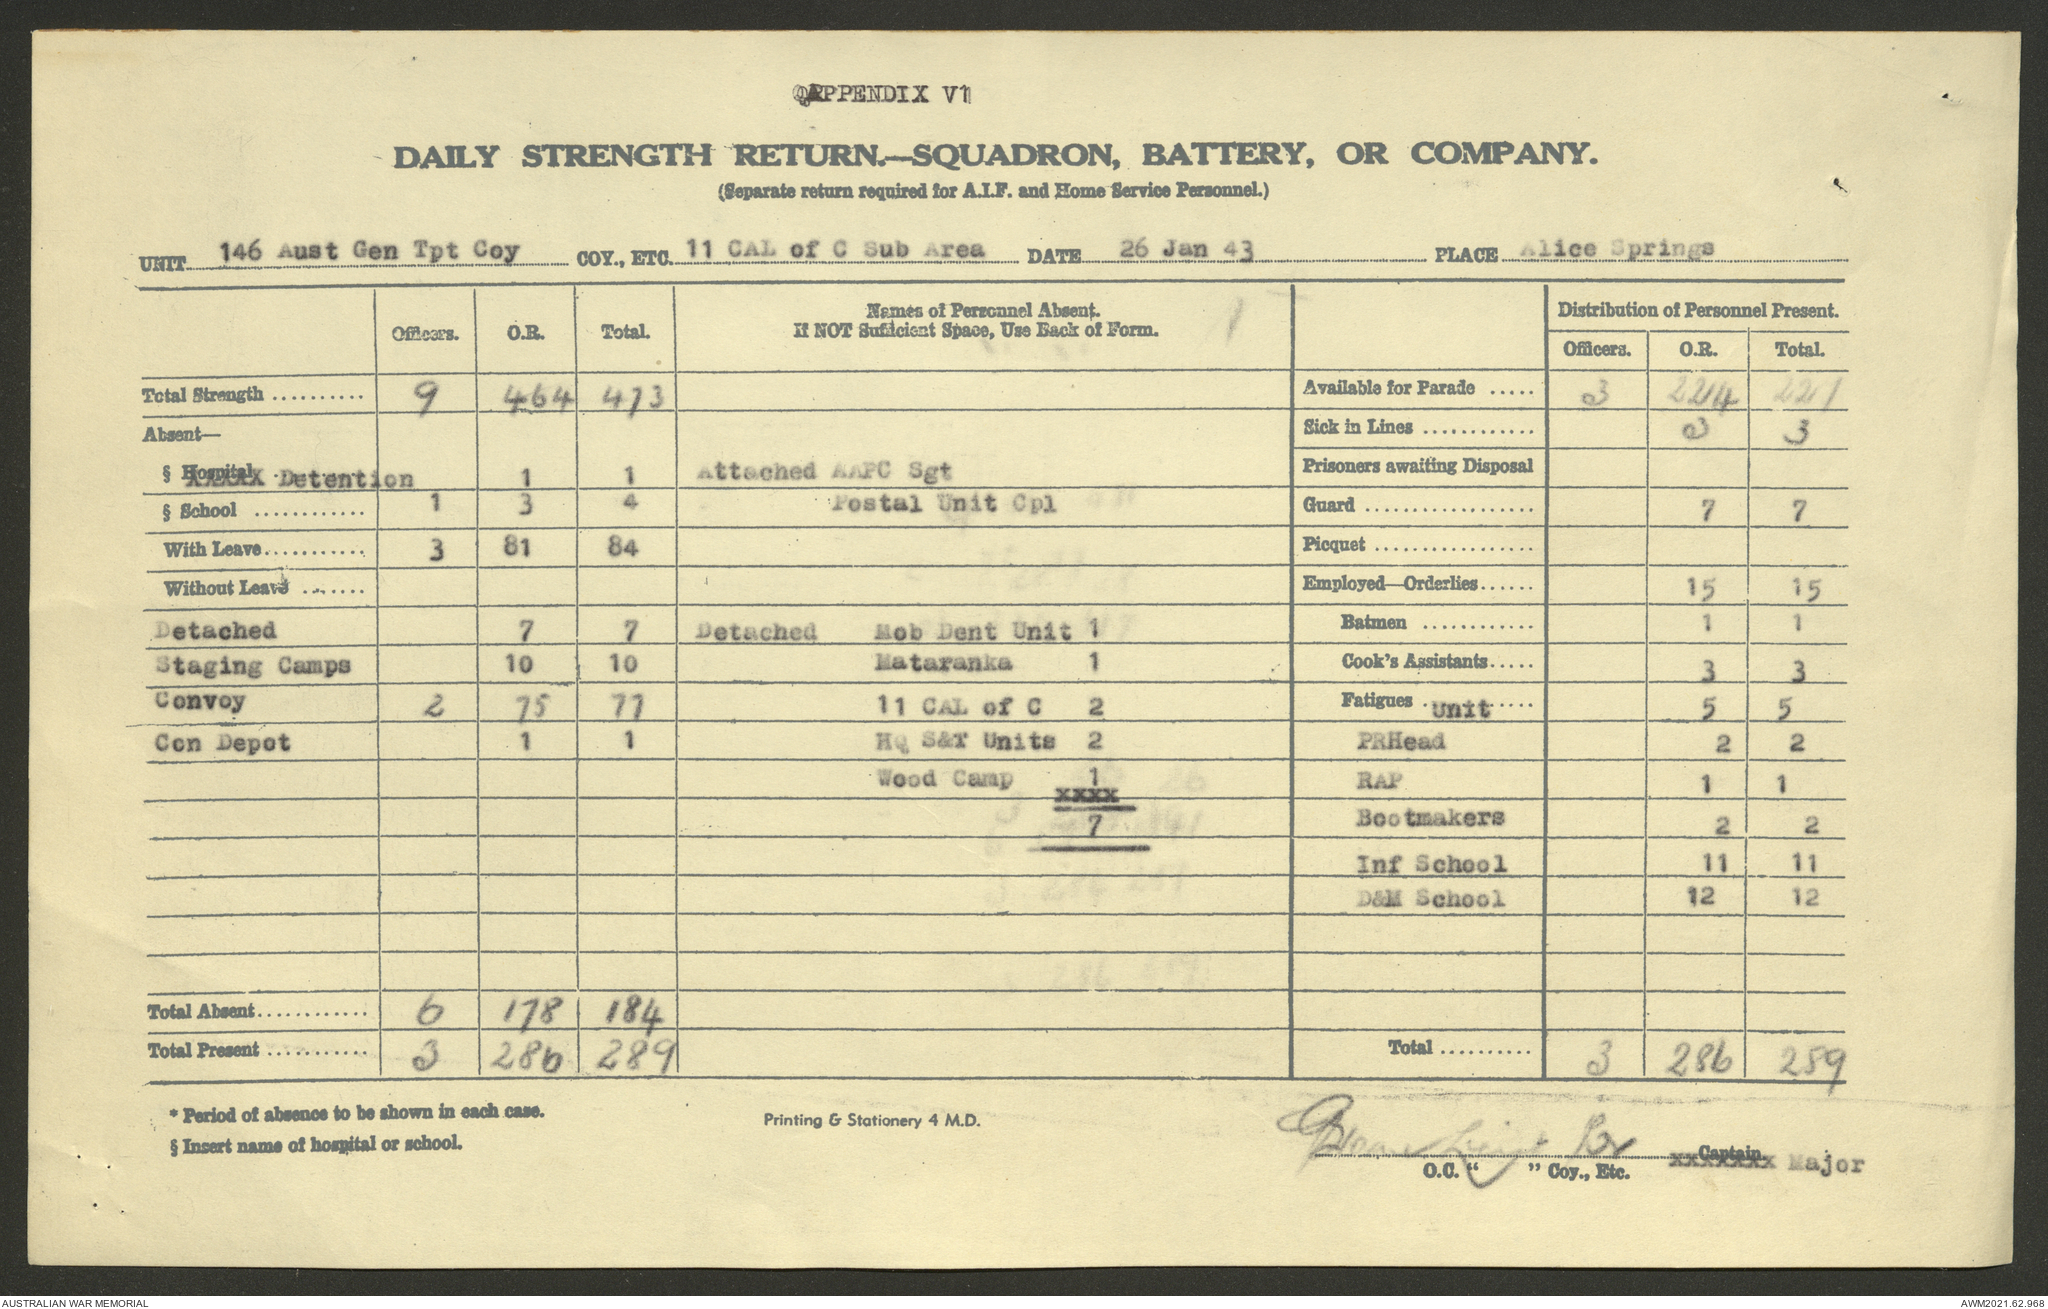 APPENDIX V1
DAILY STRENGTH RETURN.—SQUADRON, BATTERY, OR COMPANY.
(Separate return required for A.I.F. and Home Service Personnel.)
UNIT 146 Aust Gen Tpt Coy COY., ETC. 11 CAL of C Sub Area DATE 26 Jan 43 PLACE Alice Springs
Officers. O.R. Total. Names of Personnel Absent. If NOT Sufficient Space, Use Back of Form.
Distribution of Personnel Present.
Officers. O.R. Total.
Total Strength .......... 9 464 473
Absent—
§ Hospital XXXXX Detention 1 1 Attached AAPC Sgt
§ School ............ 1 3 4 Postal Unit Cpl
With Leave........... 3 81 84
Without Leave .......
Detached 7 7 Detached Mob Dent Unit 1
Staging Camps 10 10 Mataranka 1
Convoy 2 75 77 11 CAL of C 2
Con Depot 1 1 HQ S&T Units 2
Wood Camp 1
xxxx
7
Total Absent............ 6 178 184
Total Present ........... 3 286 289
Available for Parade ..... 3 224 227
Sick in Lines ............ 3 3
Prisoners awaiting Disposal
Guard .................. 7 7
Picquet .................
Employed—Orderlies...... 15 15
Batmen ............ 1 1
Cook's Assistants..... 3 3
Fatigues Unit 5 5
PRHead 2 2
RAP 1 1
Bootmakers 2 2
Inf School 11 11
D&M School 12 12
Total .......... 3 286 289
* Period of absence to be shown in each case.
§ Insert name of hospital or school.
Printing & Stationery 4 M.D.
Captain
O.C. “ ” Coy., Etc. xxxxxxx Major
AUSTRALIAN WAR MEMORIAL
AWM2021.62.968